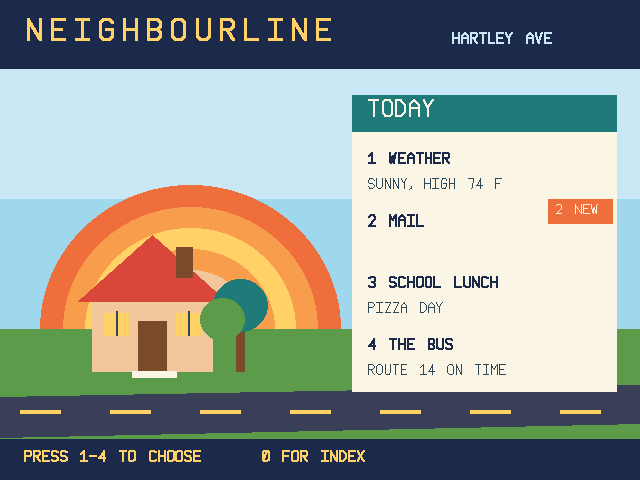 NEIGHBOURLINE
HARTLEY AVE
TODAY
1 WEATHER
SUNNY, HIGH 74 F
2 MAIL
2 NEW
3 SCHOOL LUNCH
PIZZA DAY
4 THE BUS
ROUTE 14 ON TIME
PRESS 1-4 TO CHOOSE
0 FOR INDEX